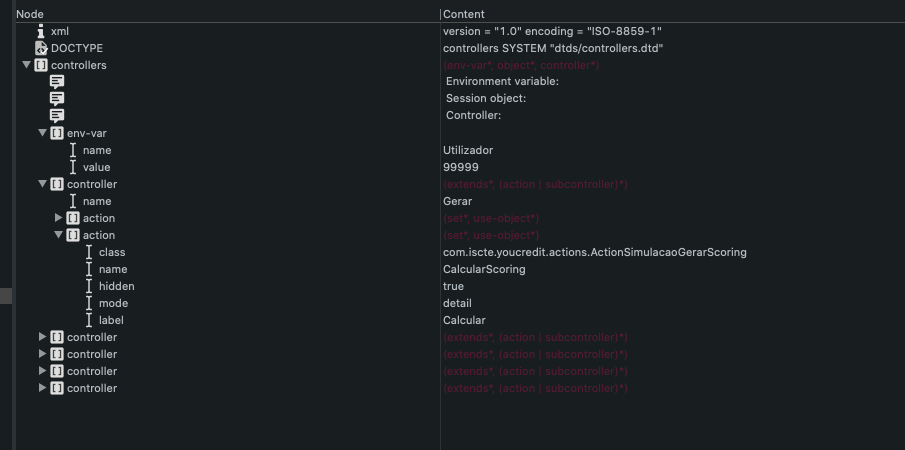 Node Content
xml version = "1.0" encoding = "ISO-8859-1"
DOCTYPE controllers SYSTEM "dtds/controllers.dtd"
controllers (env-var*, object*, controller*)
Environment variable:
Session object:
Controller:
env-var
name Utilizador
value 99999
controller (extends*, (action | subcontroller)*)
name Gerar
action (set*, use-object*)
action (set*, use-object*)
class com.iscte.youcredit.actions.ActionSimulacaoGerarScoring
name CalcularScoring
hidden true
mode detail
label Calcular
controller (extends*, (action | subcontroller)*)
controller (extends*, (action | subcontroller)*)
controller (extends*, (action | subcontroller)*)
controller (extends*, (action | subcontroller)*)